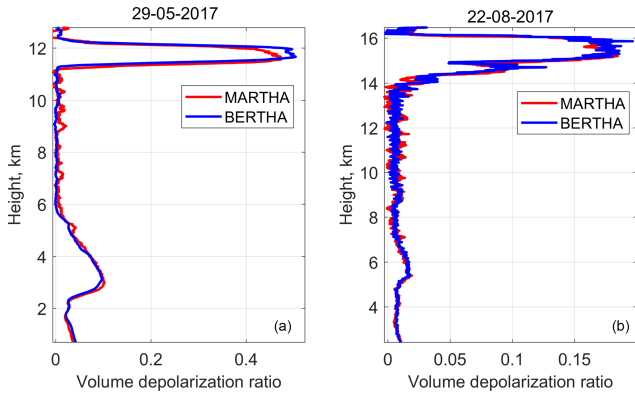 29-05-2017
12
10
8
6
4
2
Height, km
MARTHA
BERTHA
(a)
0
0.2
0.4
Volume depolarization ratio
22-08-2017
16
14
12
10
8
6
4
Height, km
MARTHA
BERTHA
(b)
0
0.05
0.1
0.15
Volume depolarization ratio